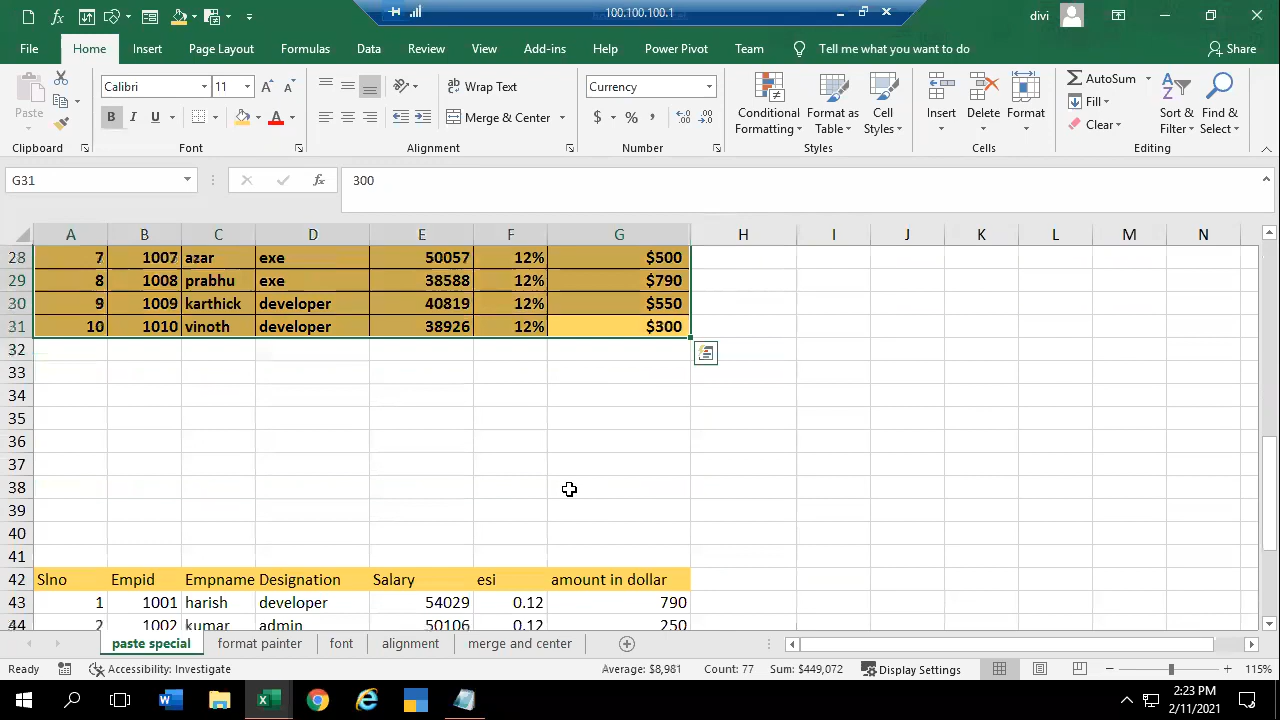 100.100.100.1
divi
File Home Insert Page Layout Formulas Data Review View Add-ins Help Power Pivot Team Tell me what you want to do Share
Calibri 11 Wrap Text Currency AutoSum
Paste Conditional Format as Cell Insert Delete Format Fill Sort & Find &
B I U Merge & Center $ % , Formatting Table Styles Clear Filter Select
Clipboard Font Alignment Number Styles Cells Editing
G31 fx 300
A B C D E F G H I J K L M N
28 7 1007 azar exe 50057 12% $500
29 8 1008 prabhu exe 38588 12% $790
30 9 1009 karthick developer 40819 12% $550
31 10 1010 vinoth developer 38926 12% $300
32
33
34
35
36
37
38
39
40
41
42 Slno Empid Empname Designation Salary esi amount in dollar
43 1 1001 harish developer 54029 0.12 790
44 2 1002 kumar admin 50106 0.12 250
paste special format painter font alignment merge and center
Ready Accessibility: Investigate Average: $8,981 Count: 77 Sum: $449,072 Display Settings 115%
2:23 PM
2/11/2021